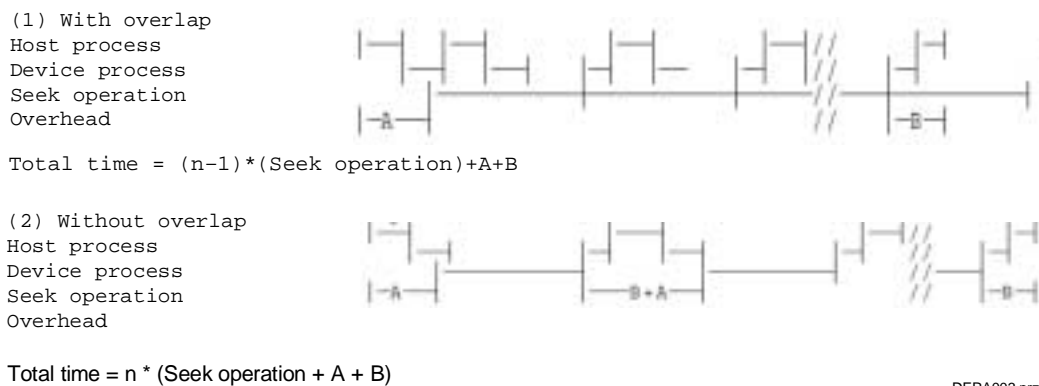 (1) With overlap
Host process
Device process
Seek operation
Overhead
A
B
Total time = (n-1)*(Seek operation)+A+B
(2) Without overlap
Host process
Device process
Seek operation
Overhead
A
B+A
B
Total time = n * (Seek operation + A + B)